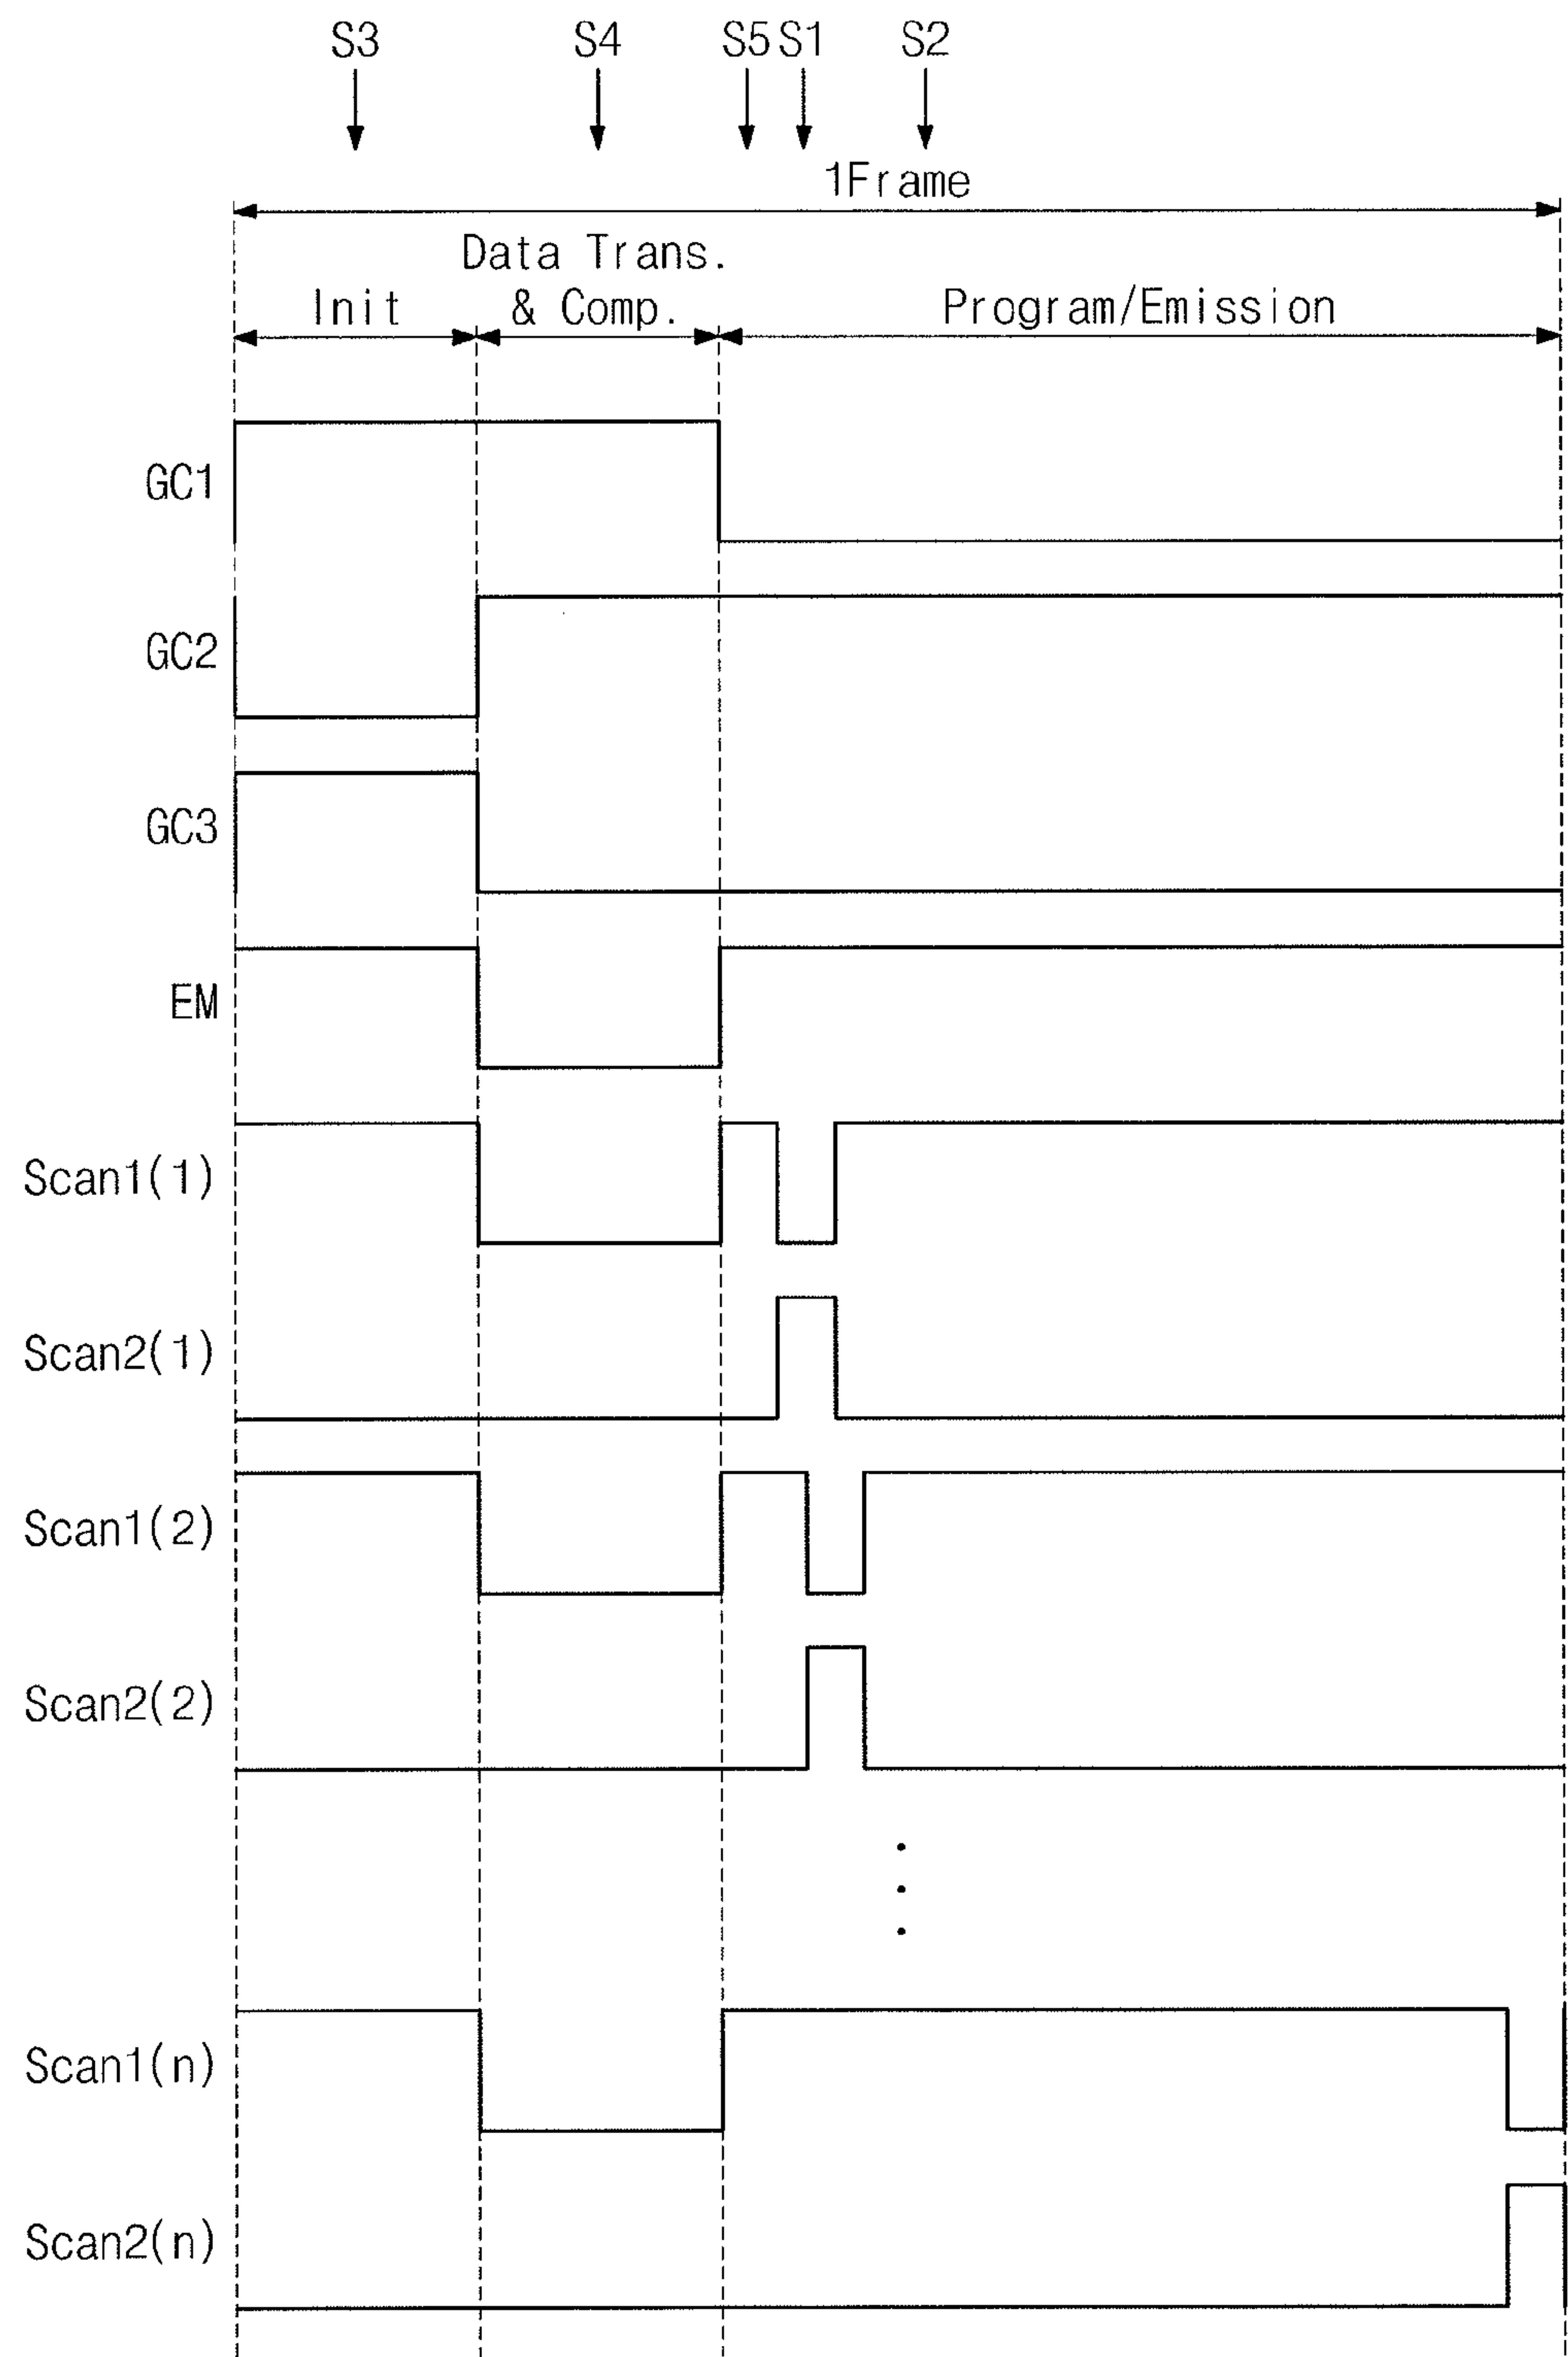 S3
S4
S5
S1
S2
1Frame
Data Trans.
& Comp.
Init
Program/Emission
GC1
GC2
GC3
EM
Scan1(1)
Scan2(1)
Scan1(2)
Scan2(2)
Scan1(n)
Scan2(n)